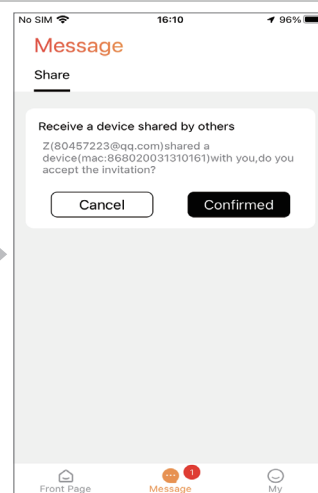 No SIM 16:10 96%
Message
Share
Receive a device shared by others
Z(80457223@qq.com)shared a
device(mac:868020031310161)with you,do you
accept the invitation?
Cancel Confirmed
1
Front Page Message My